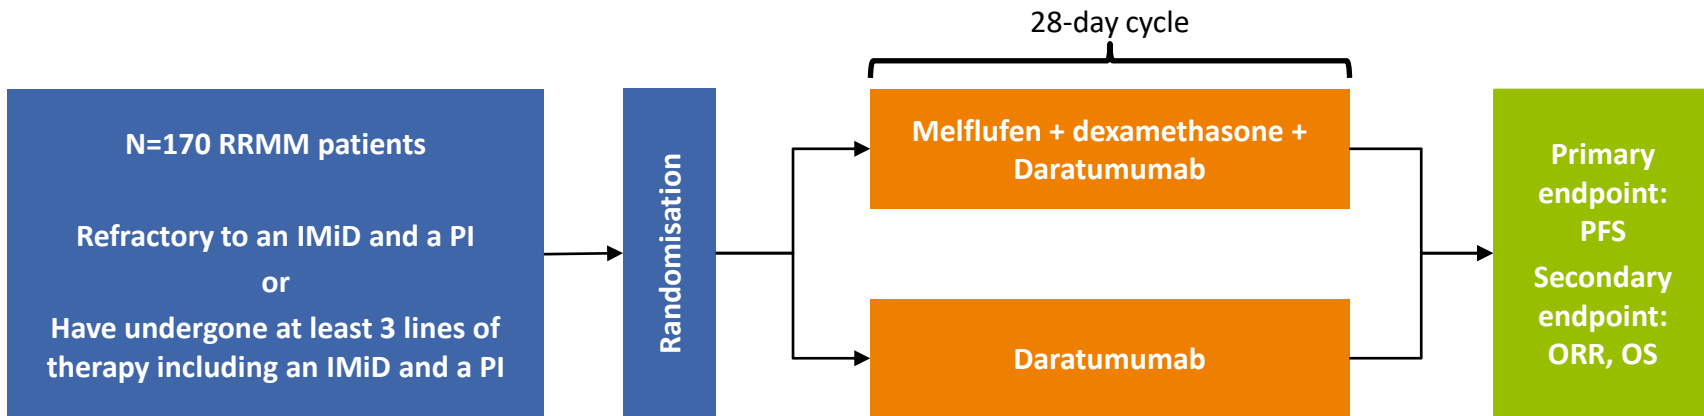 28-day cycle
N=170 RRMM patients
Refractory to an IMiD and a PI
or
Have undergone at least 3 lines of
therapy including an IMiD and a PI
Randomisation
Melflufen + dexamethasone +
Daratumumab
Daratumumab
Primary
endpoint:
PFS
Secondary
endpoint:
ORR, OS